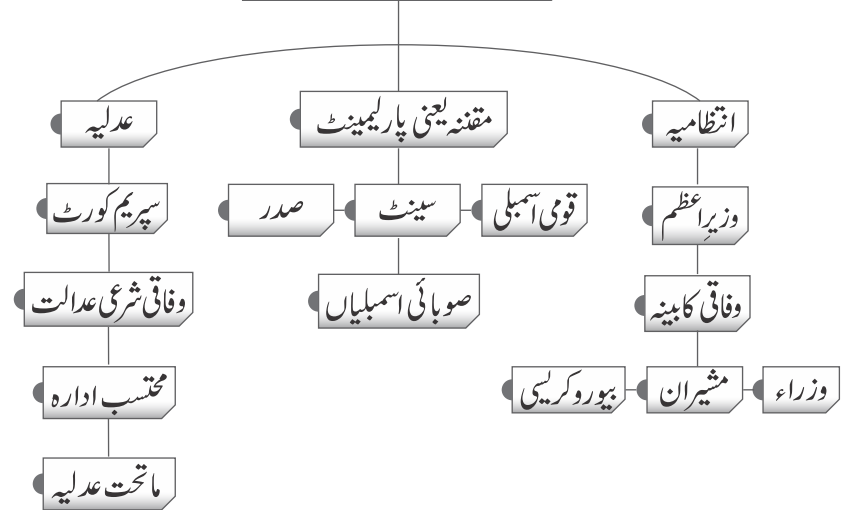 انتظامیہ
مقننہ یعنی پارلیمینٹ
عدلیہ
وزیرِاعظم
قومی اسمبلی
سینٹ
صدر
سپریم کورٹ
وفاقی کابینہ
صوبائی اسمبلیاں
وفاقی شرعی عدالت
وزراء
مشیران
بیوروکریسی
محتسب ادارہ
ماتحت عدلیہ